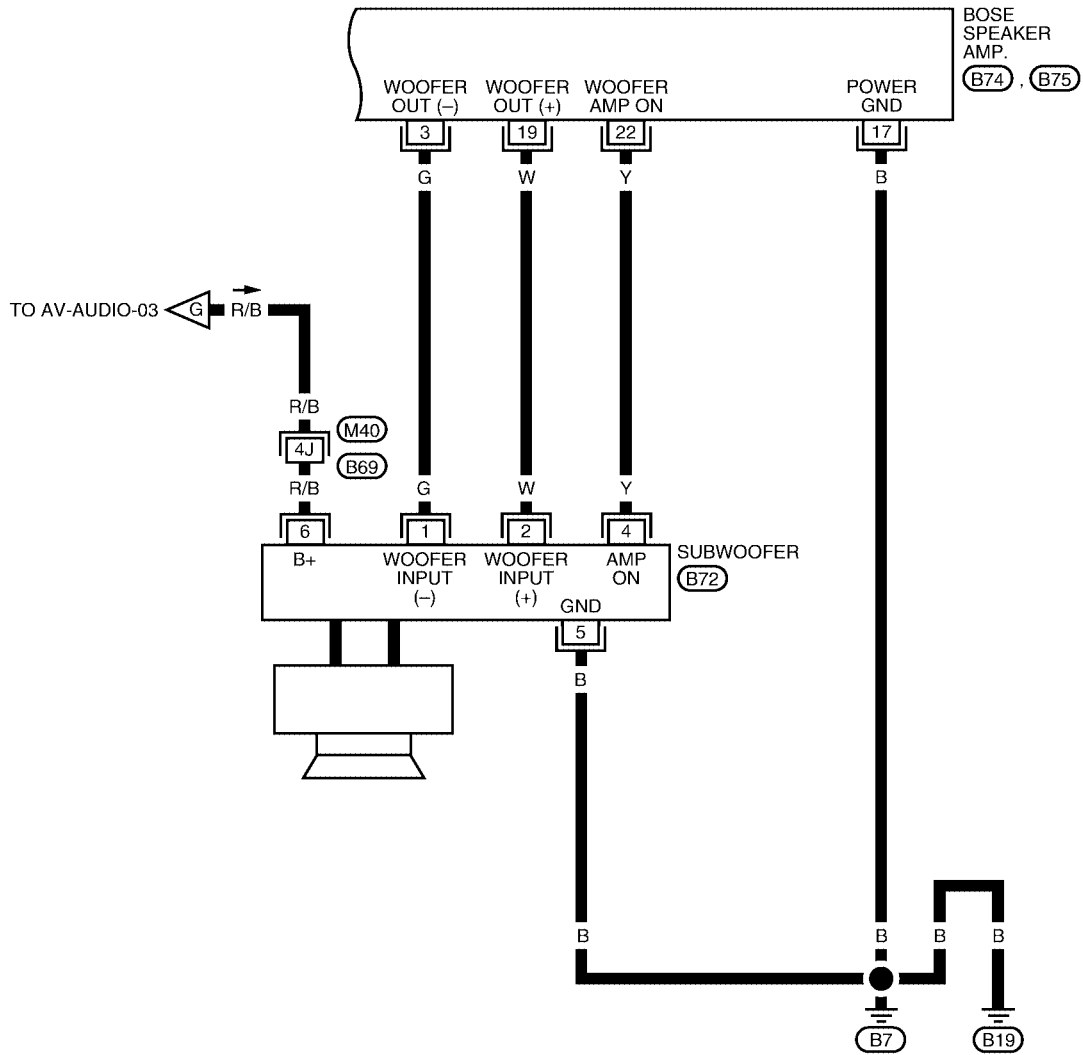 BOSE
SPEAKER
AMP.
B74 , B75
WOOFER OUT (–)
WOOFER OUT (+)
WOOFER AMP ON
POWER GND
3 19 22 17
G W Y B
TO AV-AUDIO-03 G R/B
R/B
M40
4J
B69
R/B G W Y
6 1 2 4
SUBWOOFER
B72
B+
WOOFER INPUT (–)
WOOFER INPUT (+)
AMP ON
GND
5
B
B B B B
B7 B19